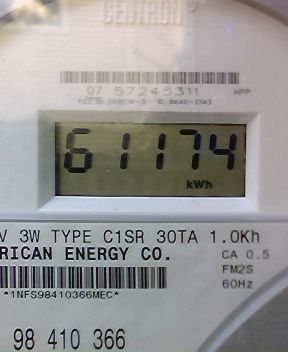 CENTRON®
07 57245311 HPP
61174
kWh
V 3W TYPE C1SR 30TA 1.0Kh
RICAN ENERGY CO. CA 0.5
FM2S
60Hz
*1NFS98410366MEC*
98 410 366